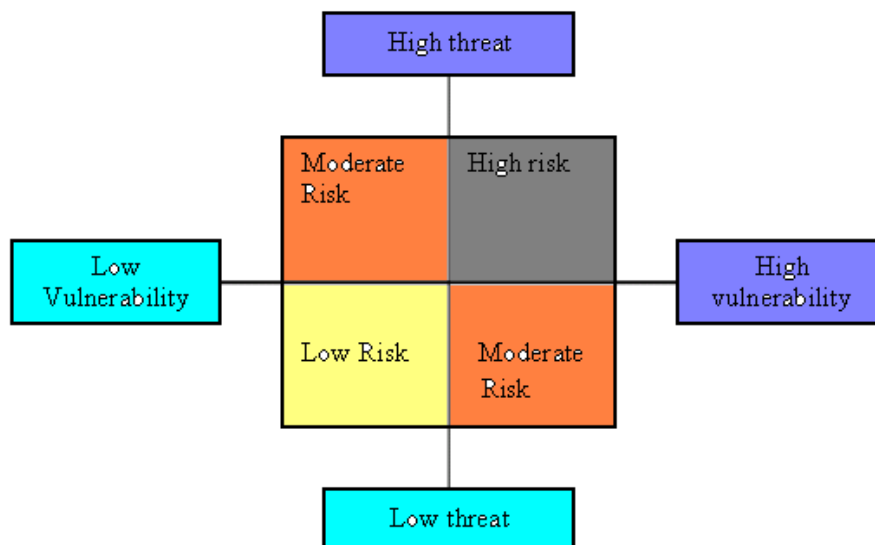 High threat
Moderate
Risk
High risk
Low
Vulnerability
High
vulnerability
Low Risk
Moderate
Risk
Low threat